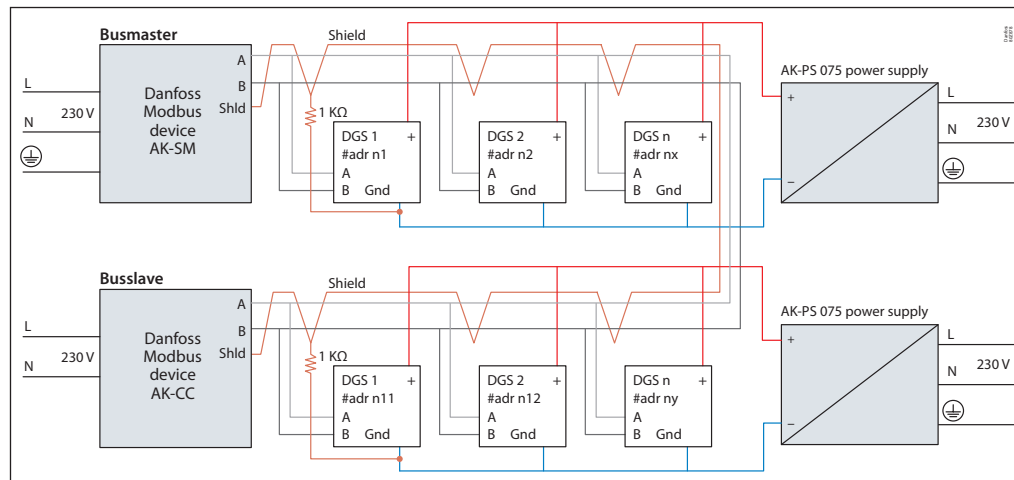 Busmaster
Danfoss
Modbus
device
AK-SM
A
B
Shld
L
N
230 V
Shield
1 KΩ
DGS 1
+
#adr n1
A
B
Gnd
DGS 2
+
#adr n2
A
B
Gnd
DGS n
+
#adr nx
A
B
Gnd
AK-PS 075 power supply
+
−
L
N
230 V
Danfoss
Busslave
Danfoss
Modbus
device
AK-CC
A
B
Shld
L
N
230 V
Shield
1 KΩ
DGS 1
+
#adr n11
A
B
Gnd
DGS 2
+
#adr n12
A
B
Gnd
DGS n
+
#adr ny
A
B
Gnd
AK-PS 075 power supply
+
−
L
N
230 V